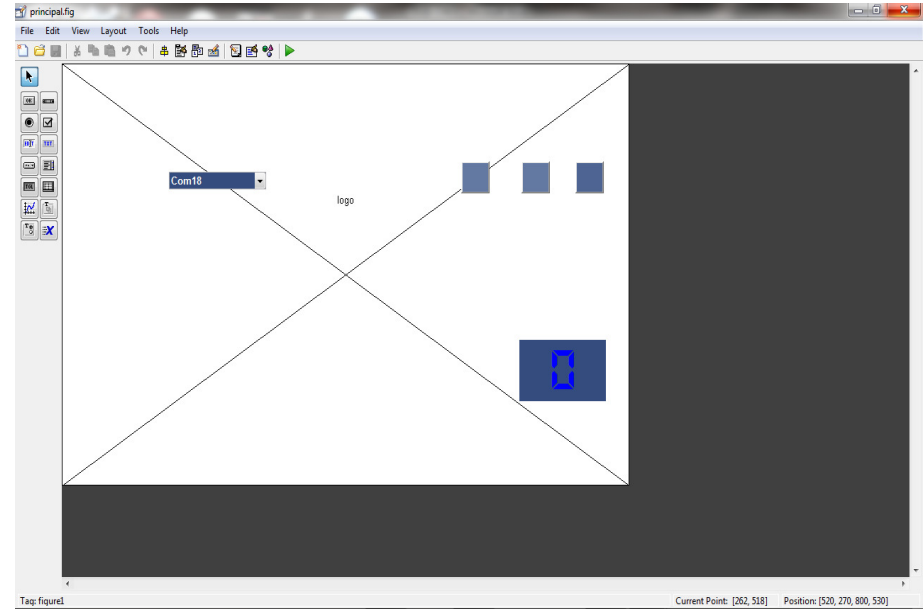 principal.fig
File Edit View Layout Tools Help
Com18
logo
0
Tag: figure1
Current Point: [262, 518] Position: [520, 270, 800, 530]